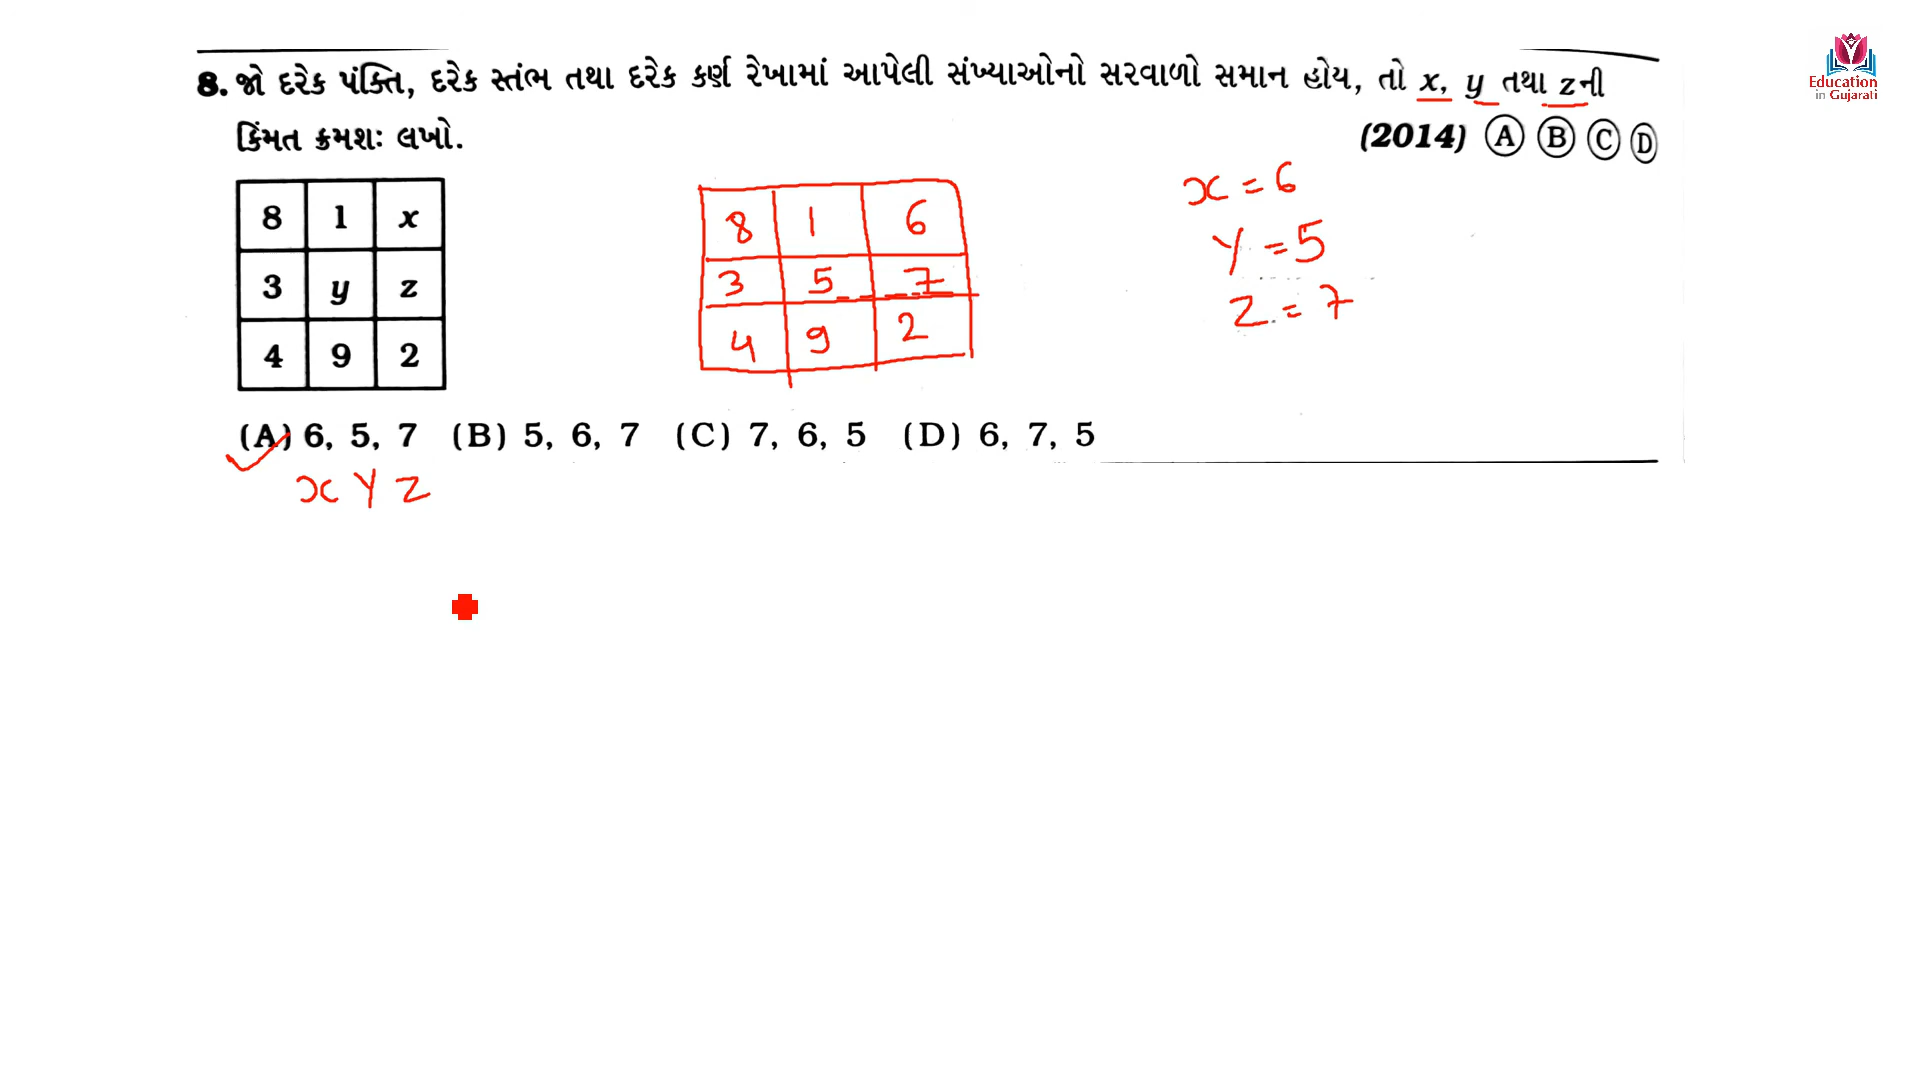 8. જો દરેક પંક્તિ, દરેક સ્તંભ તથા દરેક કર્ણ રેખામાં આપેલી સંખ્યાઓનો સરવાળો સમાન હોય, તો x, y તથા zની
કિંમત ક્રમશઃ લખો. (2014) A B C D
8 1 x
3 y z
4 9 2
8 1 6
3 5 7
4 9 2
x = 6
y = 5
z = 7
(A) 6, 5, 7 (B) 5, 6, 7 (C) 7, 6, 5 (D) 6, 7, 5
x y z
Education
in Gujarati